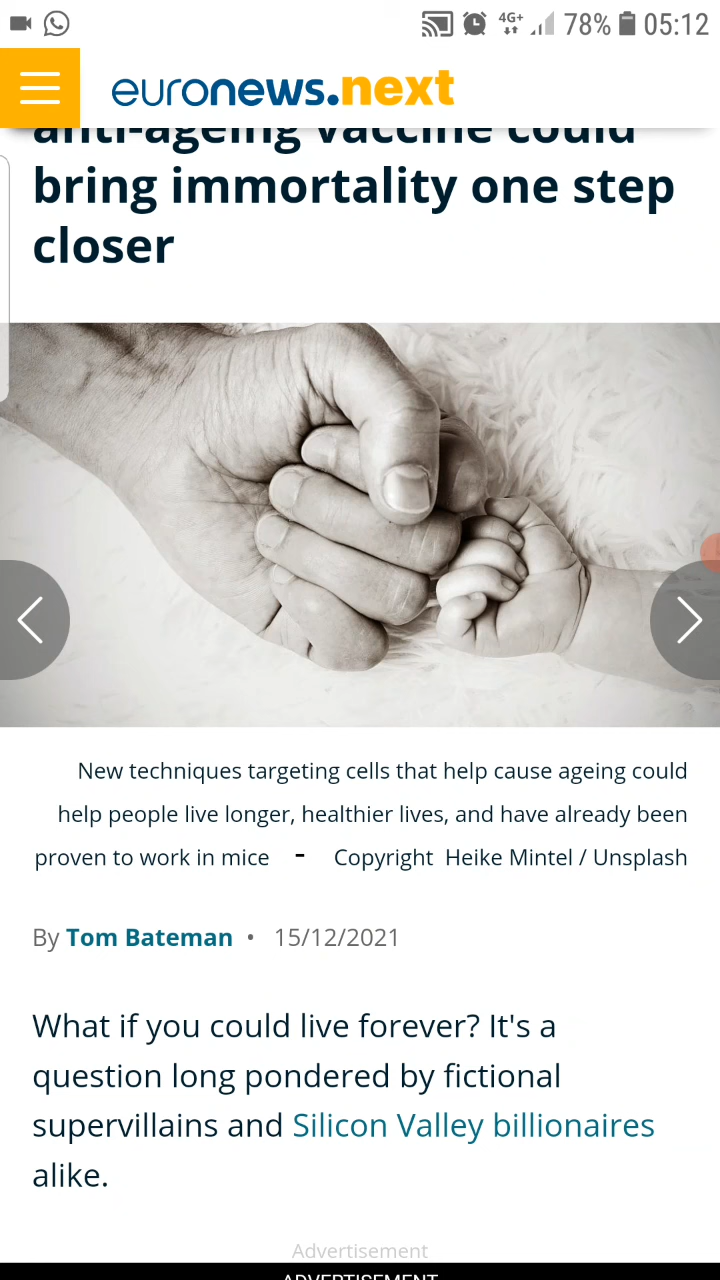 4G+ 78% 05:12
euronews.next
anti-ageing vaccine could
bring immortality one step
closer
New techniques targeting cells that help cause ageing could
help people live longer, healthier lives, and have already been
proven to work in mice - Copyright Heike Mintel / Unsplash
By Tom Bateman • 15/12/2021
What if you could live forever? It's a
question long pondered by fictional
supervillains and Silicon Valley billionaires
alike.
Advertisement
ADVERTISEMENT